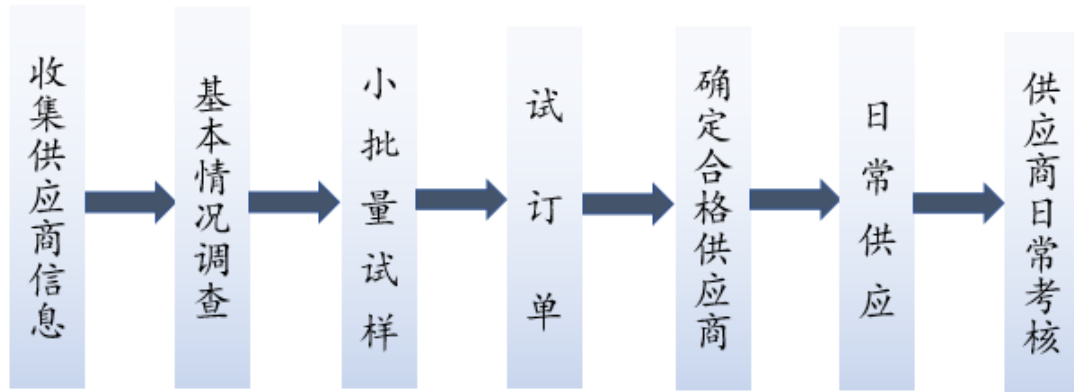 收集供应商信息
基本情况调查
小批量试样
试订单
确定合格供应商
日常供应
供应商日常考核